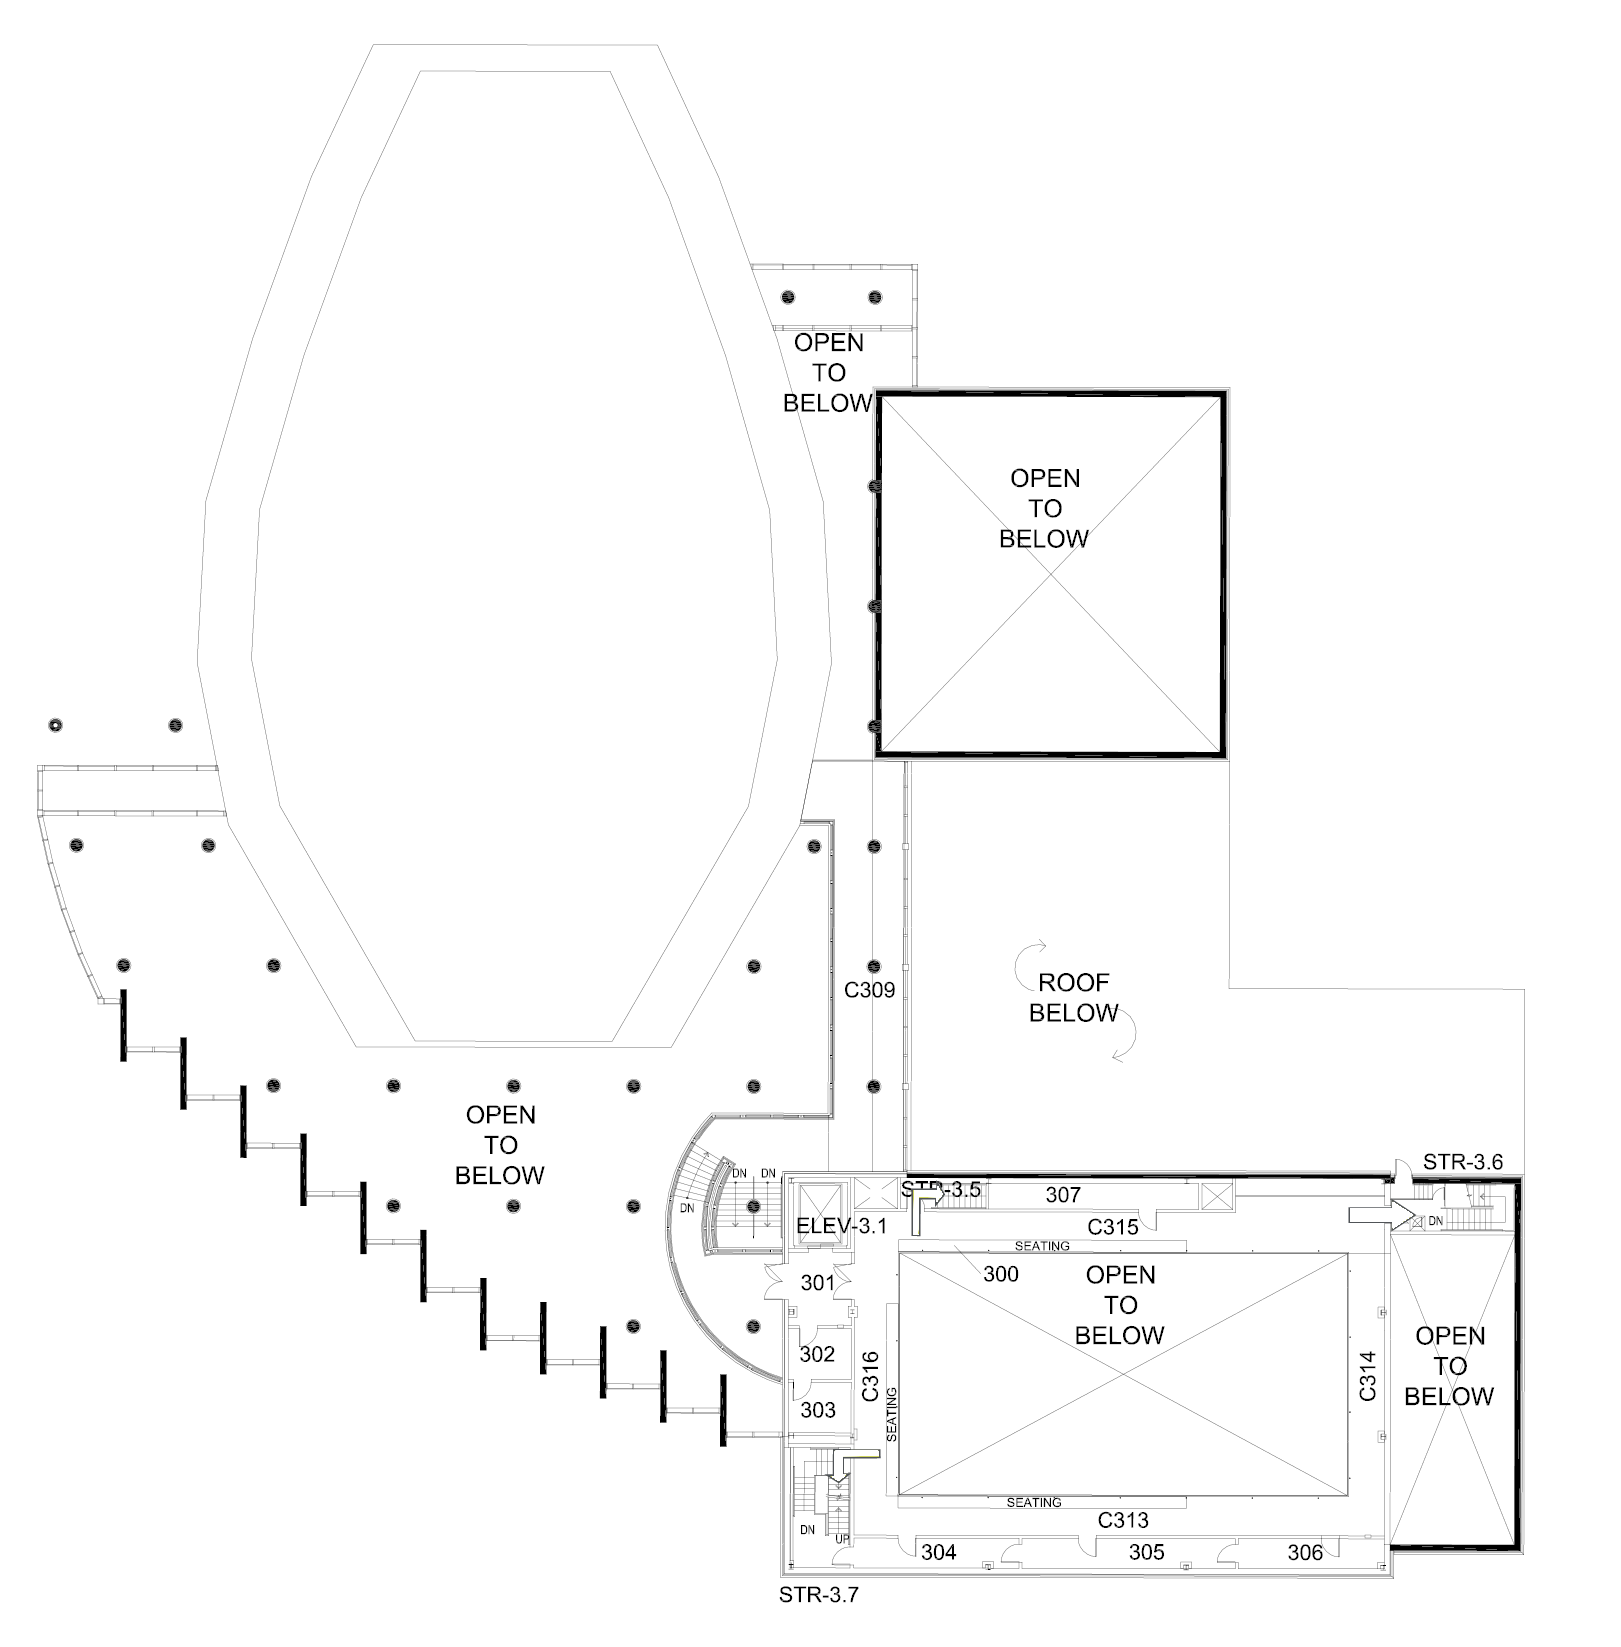 OPEN
TO
BELOW
OPEN
TO
BELOW
C309
ROOF
BELOW
OPEN
TO
BELOW
STR-3.6
DN DN
DN
STR-3.5
307
ELEV-3.1
C315
DN
SEATING
301
300
OPEN
TO
BELOW
302
C316
C314
OPEN
TO
BELOW
303
SEATING
SEATING
C313
DN
UP
304
305
306
STR-3.7